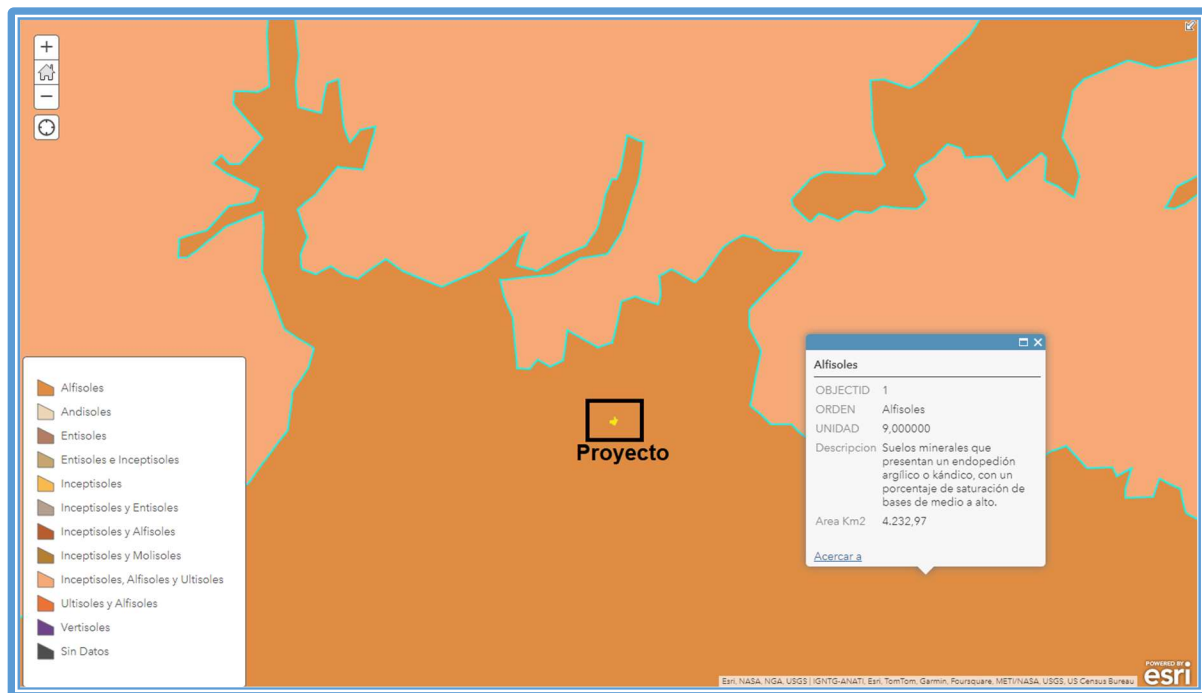 +
−
Proyecto
Alfisoles
Andisoles
Entisoles
Entisoles e Inceptisoles
Inceptisoles
Inceptisoles y Entisoles
Inceptisoles y Alfisoles
Inceptisoles y Molisoles
Inceptisoles, Alfisoles y Ultisoles
Ultisoles y Alfisoles
Vertisoles
Sin Datos
Alfisoles
OBJECTID 1
ORDEN Alfisoles
UNIDAD 9,000000
Descripcion Suelos minerales que
presentan un endopedión
argílico o kándico, con un
porcentaje de saturación de
bases de medio a alto.
Area Km2 4.232,97
Acercar a
Esri, NASA, NGA, USGS | IGNTG-ANATI, Esri, TomTom, Garmin, Foursquare, METI/NASA, USGS, US Census Bureau
POWERED BY
esri